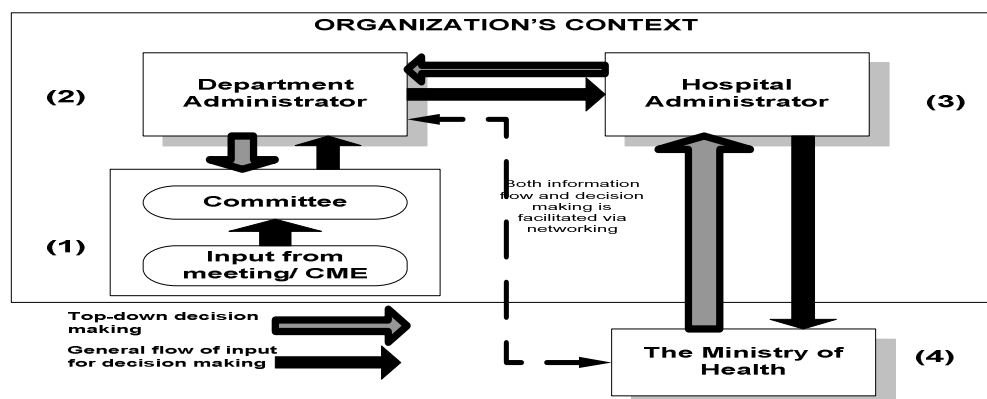 ORGANIZATION'S CONTEXT
(2)
Department
Administrator
Hospital
Administrator
(3)
Both information
flow and decision
making is
facilitated via
networking
(1)
Committee
Input from
meeting/ CME
Top-down decision
making
General flow of input
for decision making
The Ministry of
Health
(4)